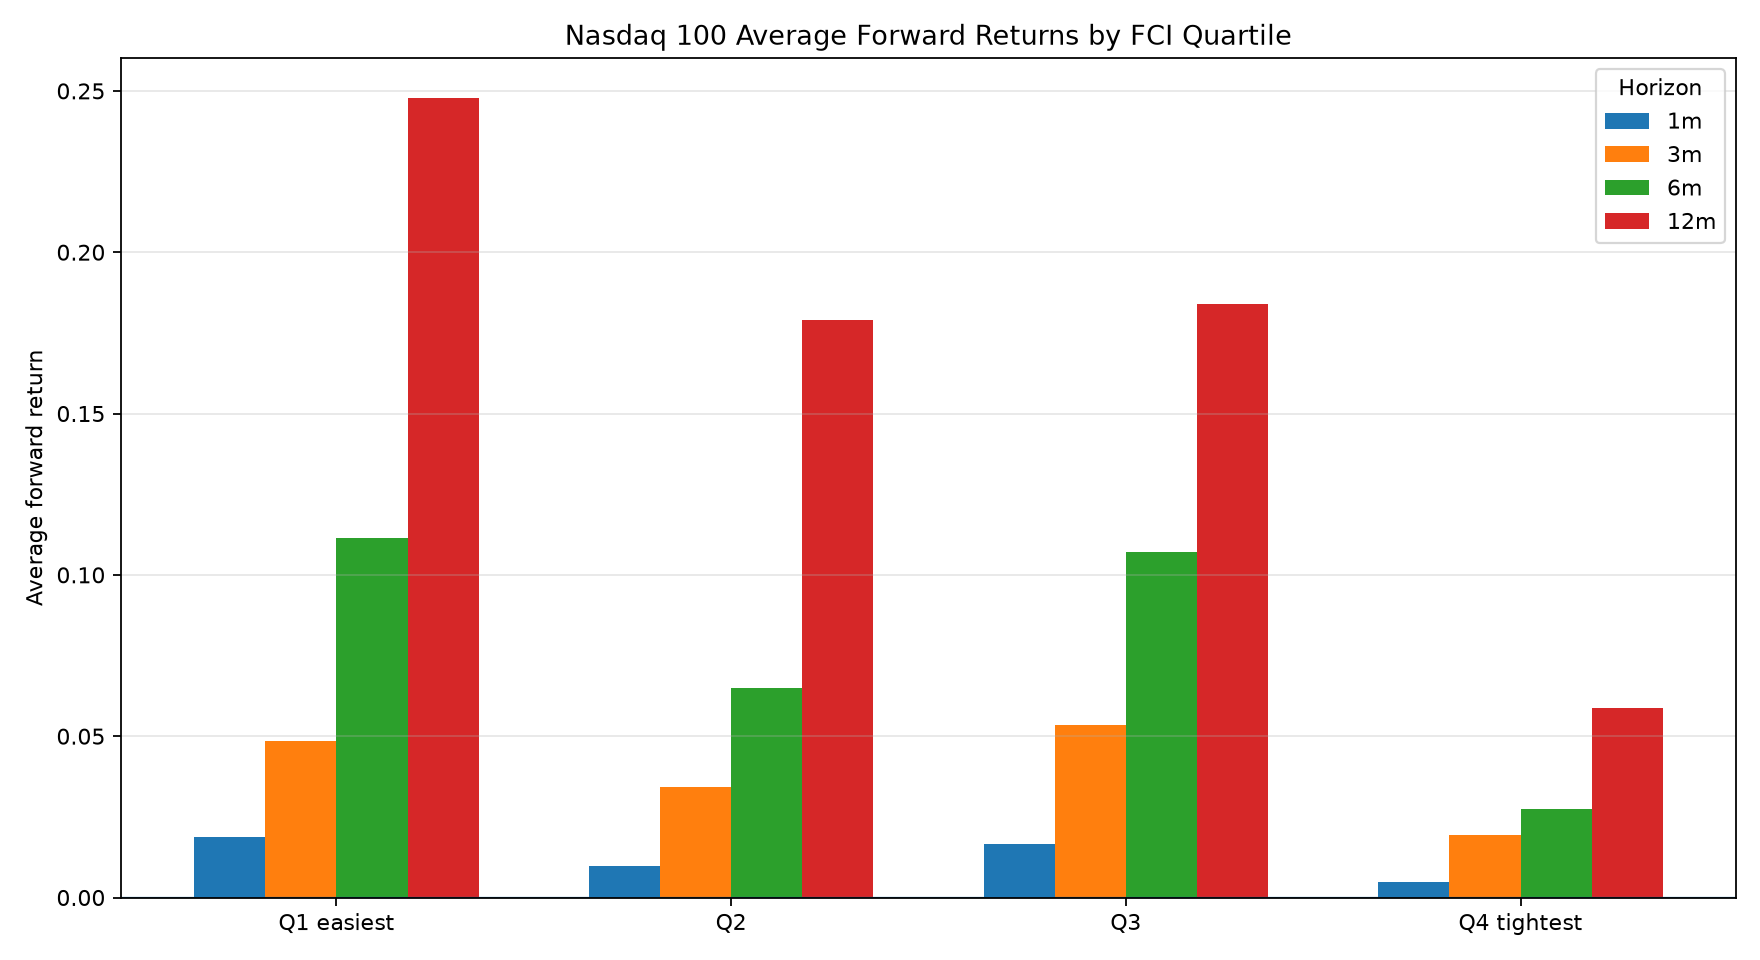 Nasdaq 100 Average Forward Returns by FCI Quartile
Average forward return
0.25
0.20
0.15
0.10
0.05
0.00
Q1 easiest
Q2
Q3
Q4 tightest
Horizon
1m
3m
6m
12m